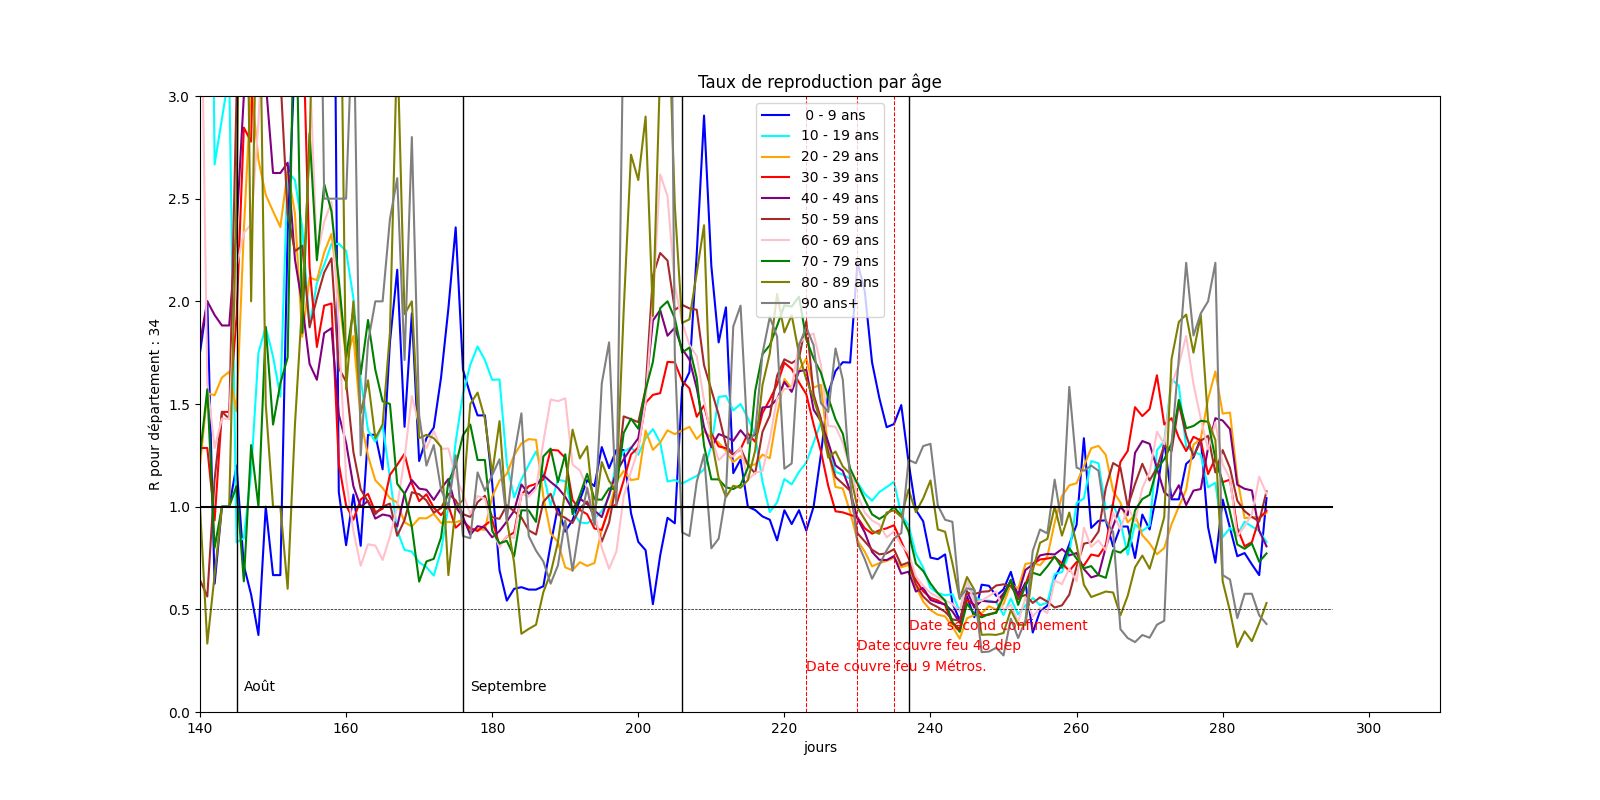 Taux de reproduction par âge
3.0
2.5
2.0
1.5
1.0
0.5
0.0
R pour département : 34
0 - 9 ans
10 - 19 ans
20 - 29 ans
30 - 39 ans
40 - 49 ans
50 - 59 ans
60 - 69 ans
70 - 79 ans
80 - 89 ans
90 ans+
Date second confinement
Date couvre feu 48 dep
Date couvre feu 9 Métros.
Août
Septembre
140 160 180 200 220 240 260 280 300
jours